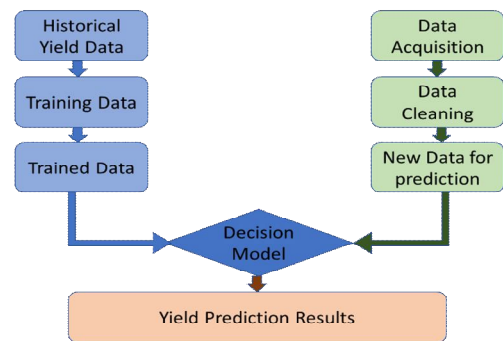 Historical
Yield Data
Training Data
Trained Data
Data
Acquisition
Data
Cleaning
New Data for
prediction
Decision
Model
Yield Prediction Results